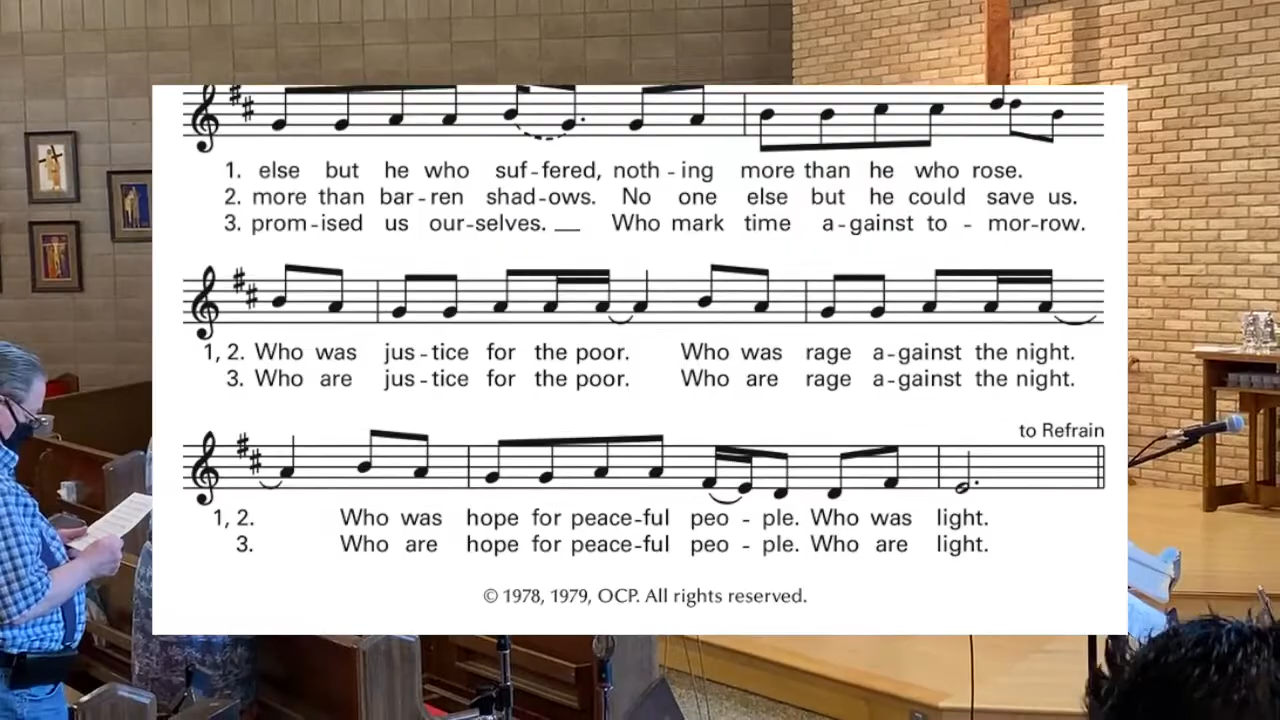 1. else but he who suf-fered, noth-ing more than he who rose.
2. more than bar-ren shad-ows. No one else but he could save us.
3. prom-ised us our-selves. __ Who mark time a-gainst to - mor-row.
1, 2. Who was jus-tice for the poor. Who was rage a-gainst the night.
3. Who are jus-tice for the poor. Who are rage a-gainst the night.
to Refrain
1, 2. Who was hope for peace-ful peo - ple. Who was light.
3. Who are hope for peace-ful peo - ple. Who are light.
© 1978, 1979, OCP. All rights reserved.